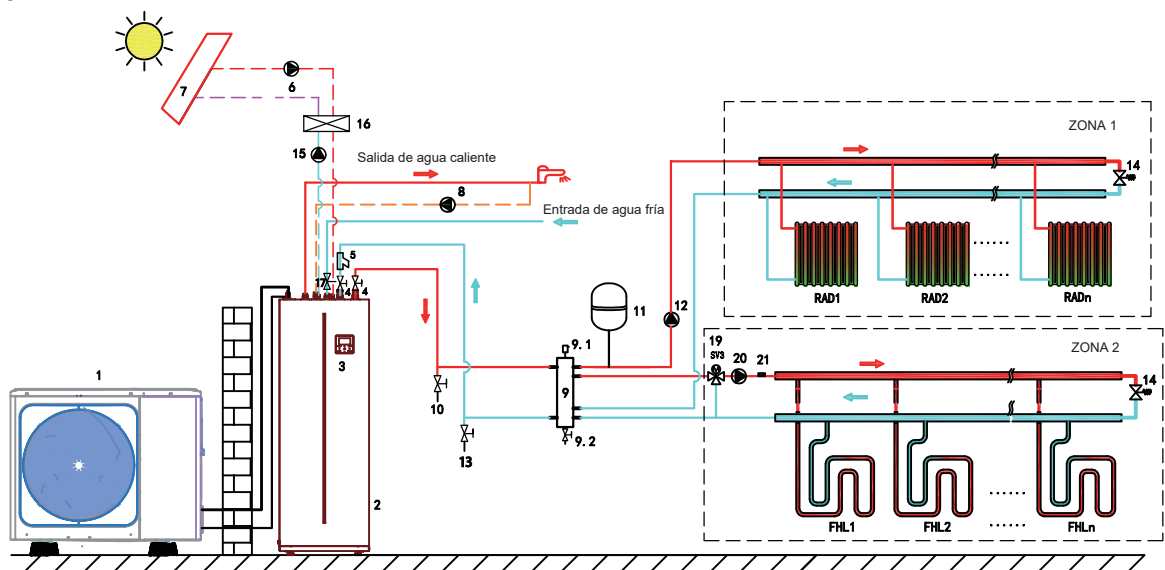 ZONA 1
7
6
16
15
Salida de agua caliente
14
8
Entrada de agua fría
5
17
4
4
RAD1
RAD2
RADn
11
12
9.1
19
SV3
20
21
ZONA 2
3
14
1
9
10
9.2
13
2
FHL1
FHL2
FHLn